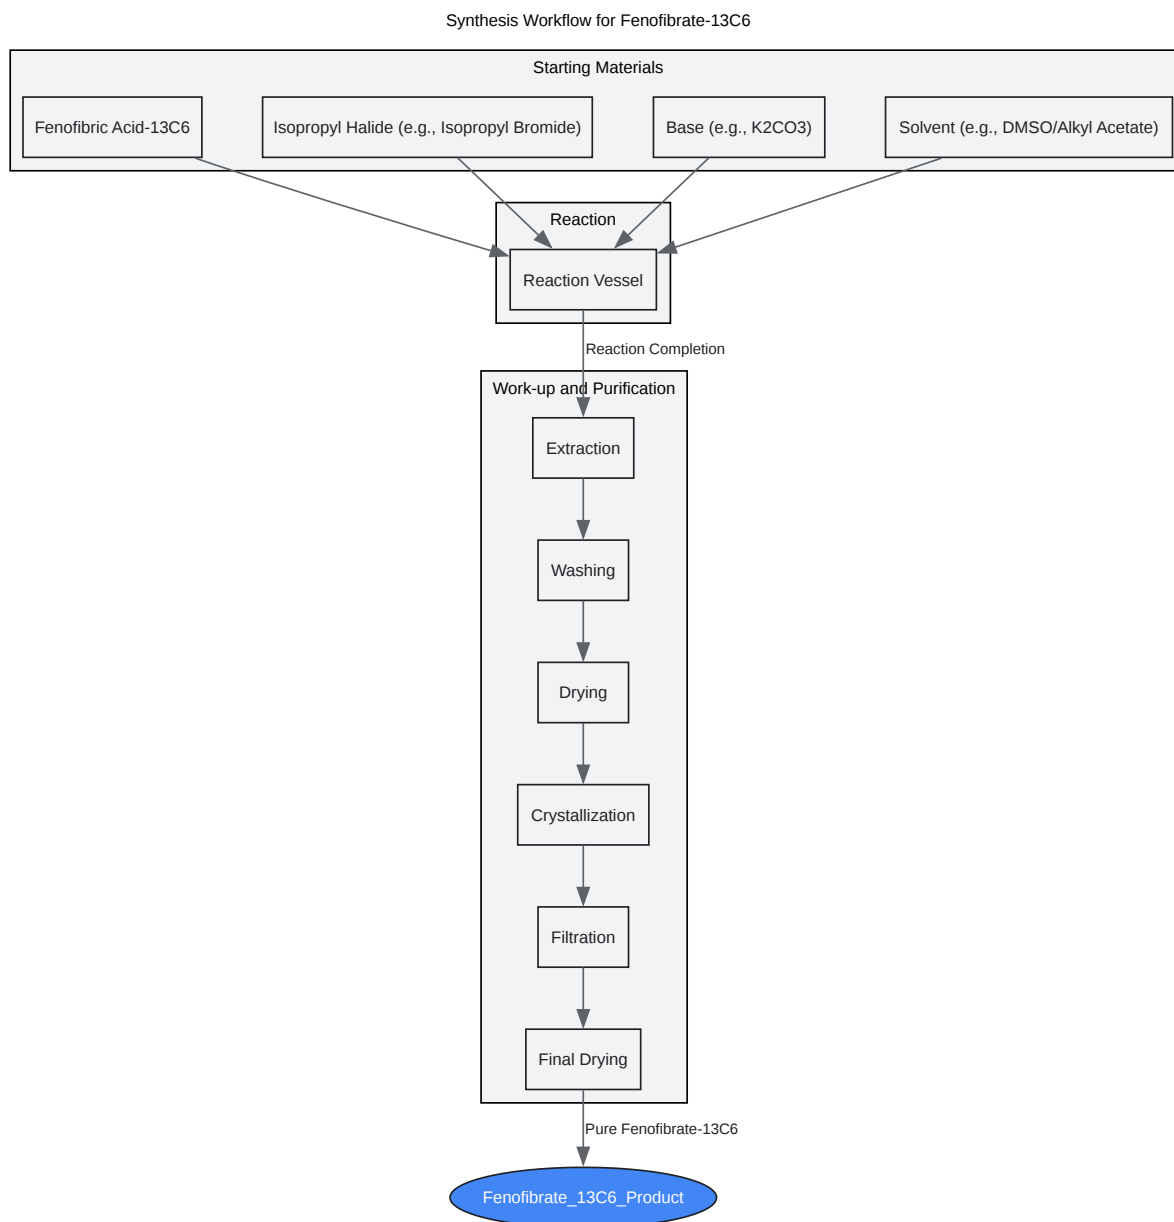 Synthesis Workflow for Fenofibrate-13C6
Starting Materials
Fenofibric Acid-13C6
Isopropyl Halide (e.g., Isopropyl Bromide)
Base (e.g., K2CO3)
Solvent (e.g., DMSO/Alkyl Acetate)
Reaction
Reaction Vessel
Reaction Completion
Work-up and Purification
Extraction
Washing
Drying
Crystallization
Filtration
Final Drying
Pure Fenofibrate-13C6
Fenofibrate_13C6_Product